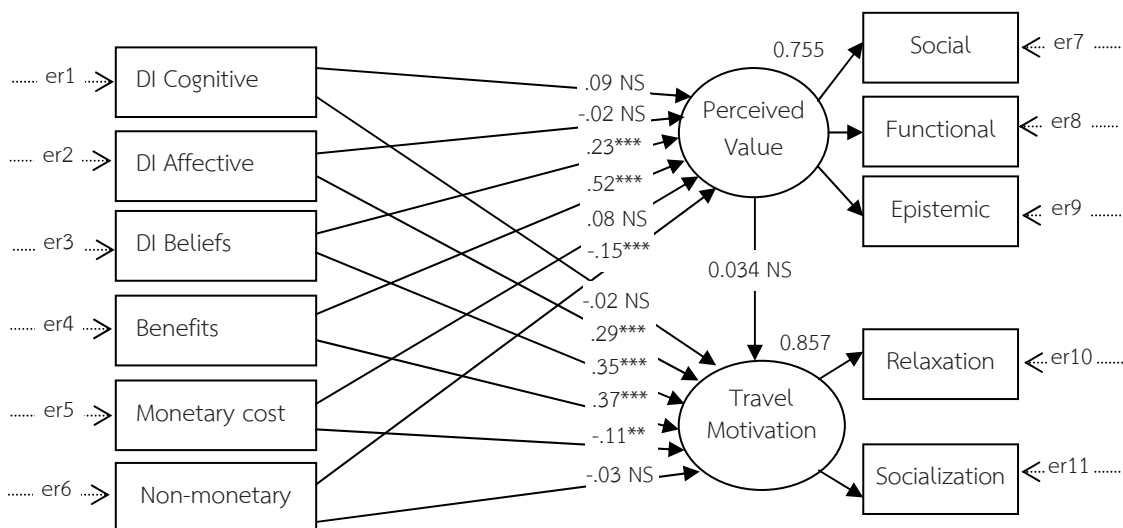 er1
DI Cognitive
er2
DI Affective
er3
DI Beliefs
er4
Benefits
er5
Monetary cost
er6
Non-monetary
.09 NS
-.02 NS
.23***
.52***
.08 NS
-.15***
-.02 NS
.29***
.35***
.37***
-.11**
-.03 NS
0.755
Perceived
Value
0.034 NS
0.857
Travel
Motivation
Social
er7
Functional
er8
Epistemic
er9
Relaxation
er10
Socialization
er11